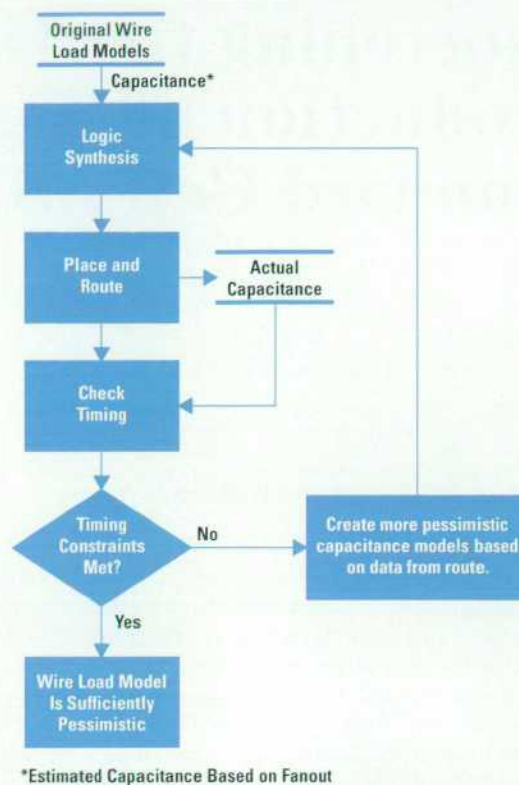 Original Wire
Load Models
Capacitance*
Logic
Synthesis
Place and
Route
Actual
Capacitance
Check
Timing
Timing
Constraints
Met?
No
Create more pessimistic
capacitance models based
on data from route.
Yes
Wire Load Model
Is Sufficiently
Pessimistic
*Estimated Capacitance Based on Fanout